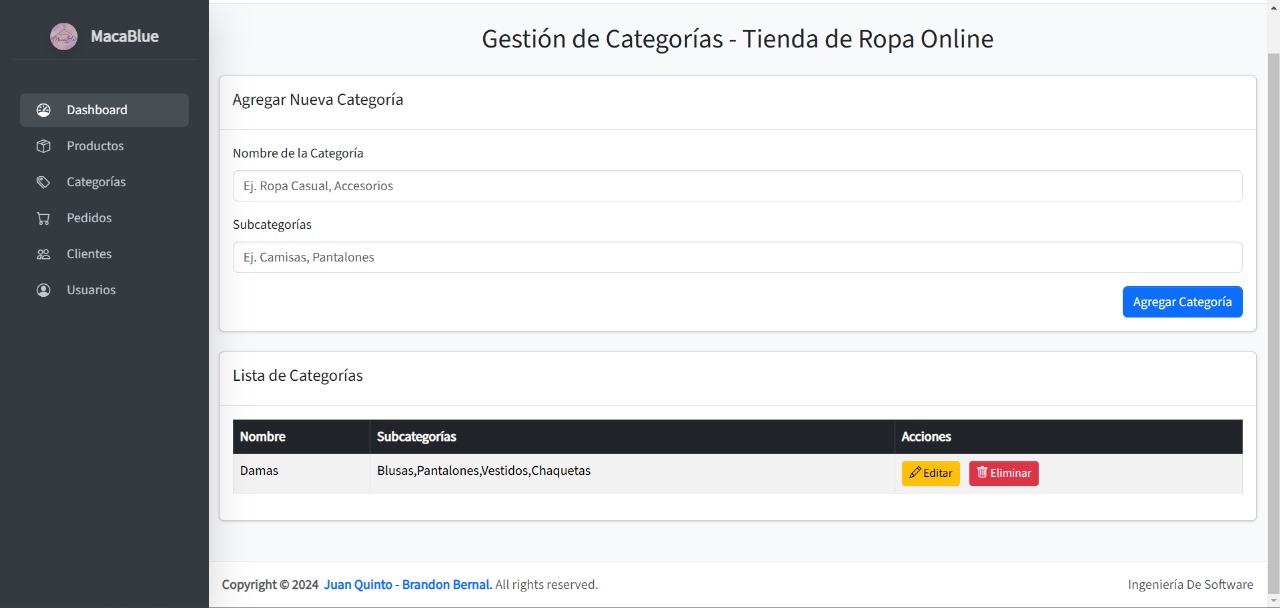 MacaBlue
Dashboard
Productos
Categorías
Pedidos
Clientes
Usuarios
Gestión de Categorías - Tienda de Ropa Online
Agregar Nueva Categoría
Nombre de la Categoría
Ej. Ropa Casual, Accesorios
Subcategorías
Ej. Camisas, Pantalones
Agregar Categoría
Lista de Categorías
Nombre Subcategorías Acciones
Damas Blusas,Pantalones,Vestidos,Chaquetas Editar Eliminar
Copyright © 2024 Juan Quinto - Brandon Bernal. All rights reserved. Ingeniería De Software